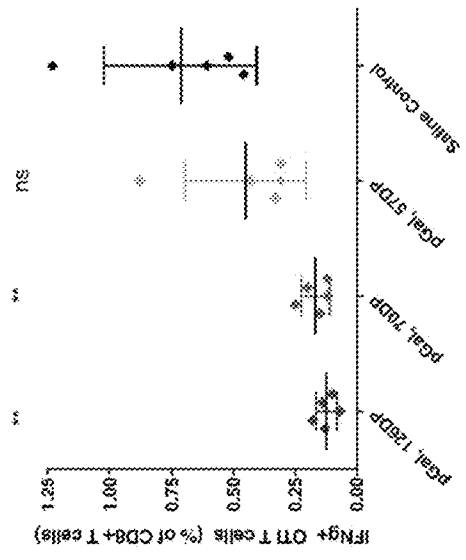 IFNg+ OTI T cells (% of CD8+ T cells)
1.25
1.00
0.75
0.50
0.25
0.00
ns
pGal, 126DP
pGal,
pGal, 57DP
Saline Control